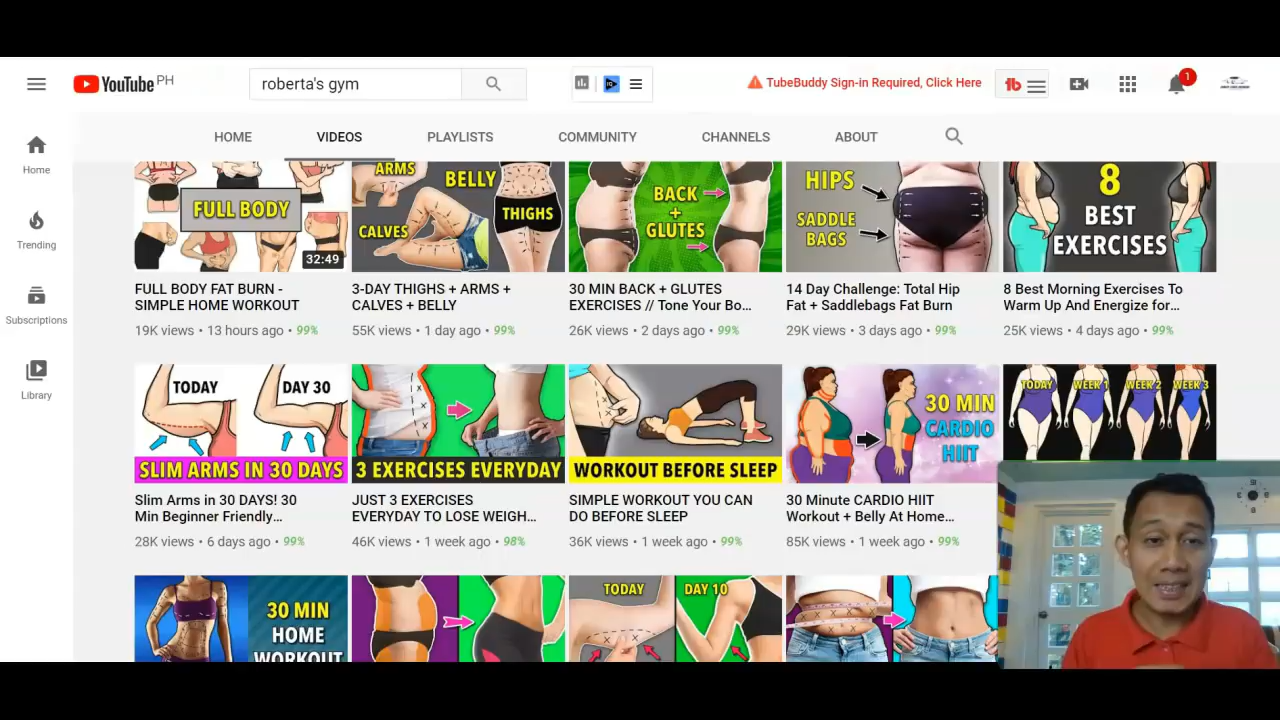 YouTube PH
roberta's gym
TubeBuddy Sign-in Required, Click Here
tb
1
HOME
VIDEOS
PLAYLISTS
COMMUNITY
CHANNELS
ABOUT
Home
Trending
Subscriptions
Library
FULL BODY
32:49
ARMS
BELLY
CALVES
THIGHS
BACK
+
GLUTES
HIPS
SADDLE
BAGS
8
BEST
EXERCISES
FULL BODY FAT BURN -
SIMPLE HOME WORKOUT
19K views • 13 hours ago • 99%
3-DAY THIGHS + ARMS +
CALVES + BELLY
55K views • 1 day ago • 99%
30 MIN BACK + GLUTES
EXERCISES // Tone Your Bo...
26K views • 2 days ago • 99%
14 Day Challenge: Total Hip
Fat + Saddlebags Fat Burn
29K views • 3 days ago • 99%
8 Best Morning Exercises To
Warm Up And Energize for...
25K views • 4 days ago • 99%
TODAY
DAY 30
SLIM ARMS IN 30 DAYS
3 EXERCISES EVERYDAY
WORKOUT BEFORE SLEEP
30 MIN
CARDIO
HIIT
TODAY
WEEK 1
WEEK 2
WEEK 3
Slim Arms in 30 DAYS! 30
Min Beginner Friendly...
28K views • 6 days ago • 99%
JUST 3 EXERCISES
EVERYDAY TO LOSE WEIGH...
46K views • 1 week ago • 98%
SIMPLE WORKOUT YOU CAN
DO BEFORE SLEEP
36K views • 1 week ago • 99%
30 Minute CARDIO HIIT
Workout + Belly At Home...
85K views • 1 week ago • 99%
30 MIN
HOME
WORKOUT
TODAY
DAY 10